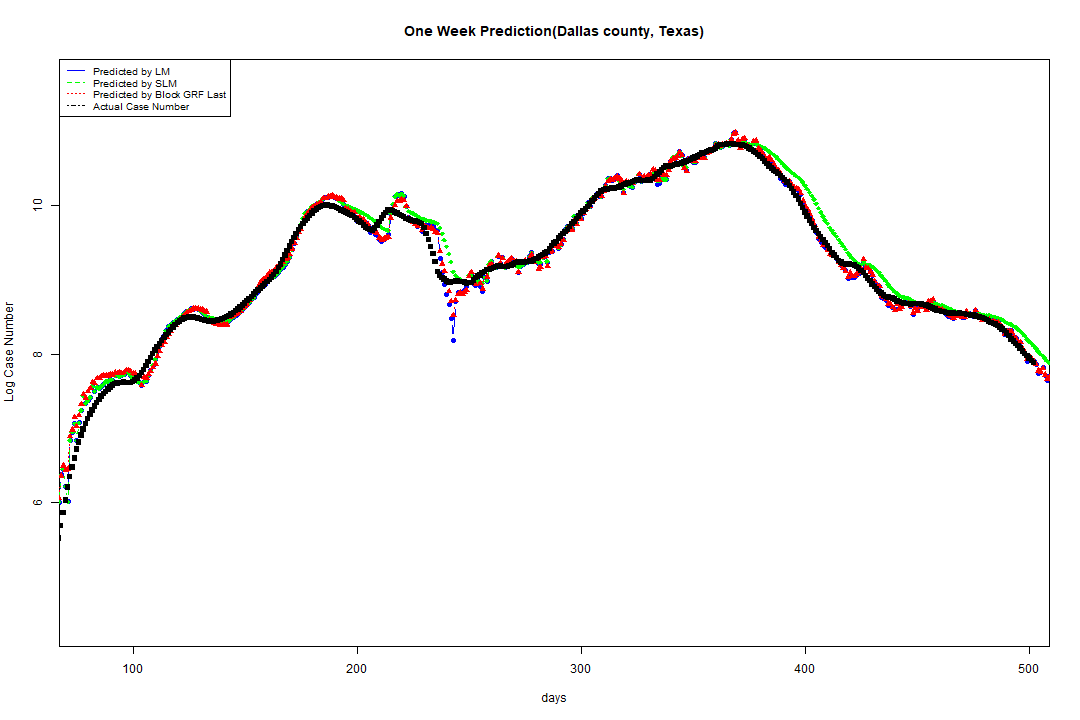 One Week Prediction(Dallas county, Texas)
Predicted by LM
Predicted by SLM
Predicted by Block GRF Last
Actual Case Number
Log Case Number
10
8
6
100 200 300 400 500
days